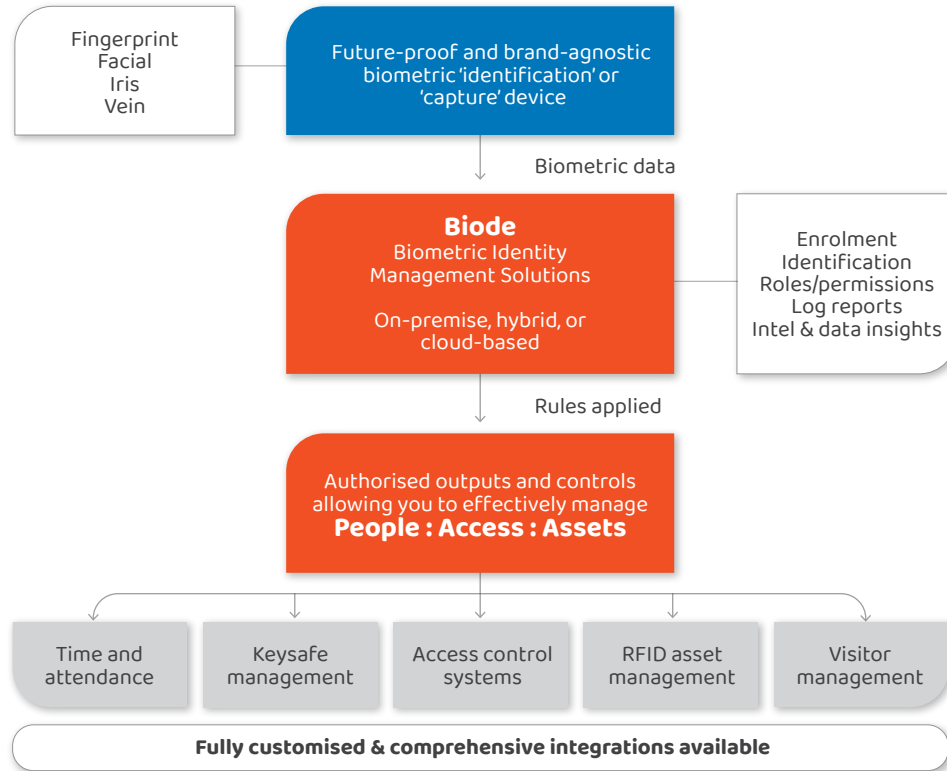 Fingerprint
Facial
Iris
Vein
Future-proof and brand-agnostic
biometric ‘identification’ or
‘capture’ device
Biometric data
Biode
Biometric Identity
Management Solutions
On-premise, hybrid, or
cloud-based
Enrolment
Identification
Roles/permissions
Log reports
Intel & data insights
Rules applied
Authorised outputs and controls
allowing you to effectively manage
People : Access : Assets
Time and
attendance
Keysafe
management
Access control
systems
RFID asset
management
Visitor
management
Fully customised & comprehensive integrations available